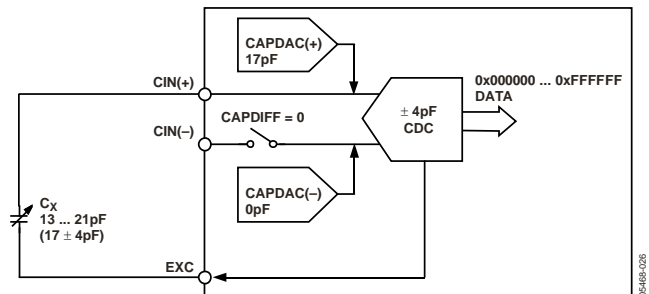 CAPDAC(+)
17pF
CIN(+)
0x000000 ... 0xFFFFFF
DATA
CAPDIFF = 0
± 4pF
CDC
CIN(–)
CAPDAC(–)
0pF
CX
13 ... 21pF
(17 ± 4pF)
EXC
05468-026